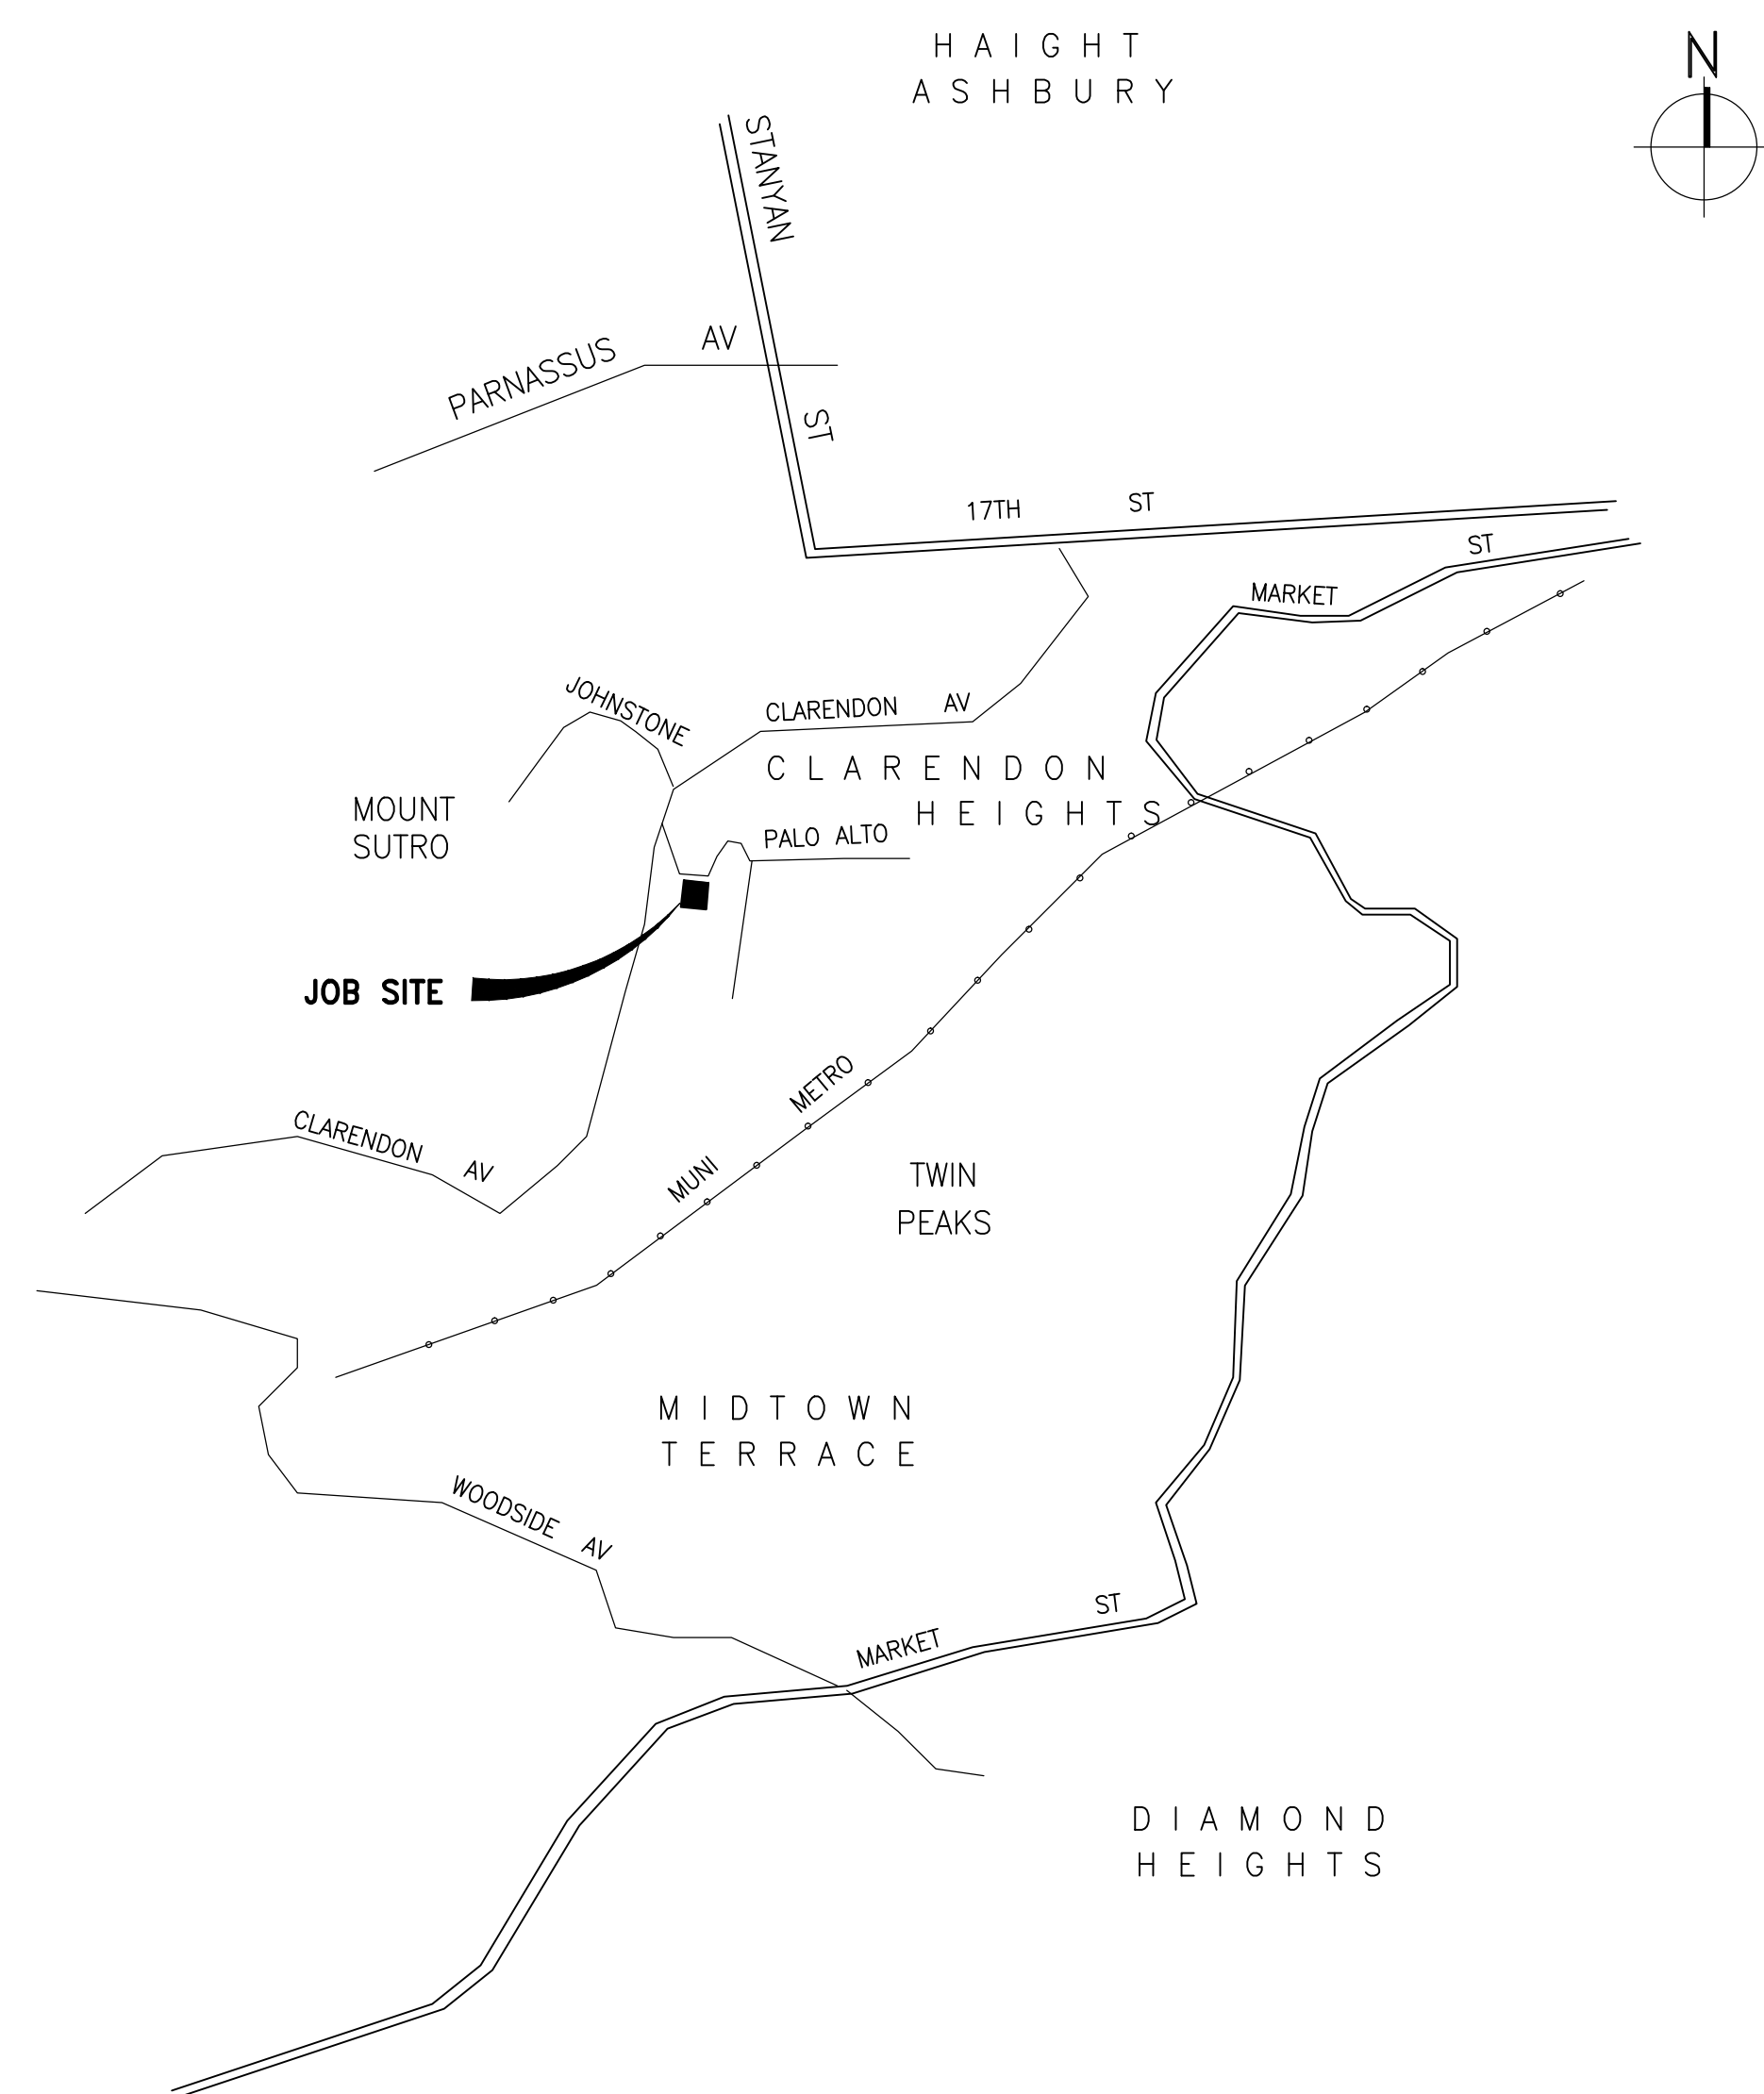 HAIGHT
ASHBURY
N
STANYAN
ST
PARNASSUS AV
17TH ST
MARKET ST
JOHNSTONE
CLARENDON AV
CLARENDON
HEIGHTS
MOUNT
SUTRO
PALO ALTO
JOB SITE
MUNI METRO
CLARENDON AV
TWIN
PEAKS
MIDTOWN
TERRACE
WOODSIDE AV
MARKET ST
DIAMOND
HEIGHTS